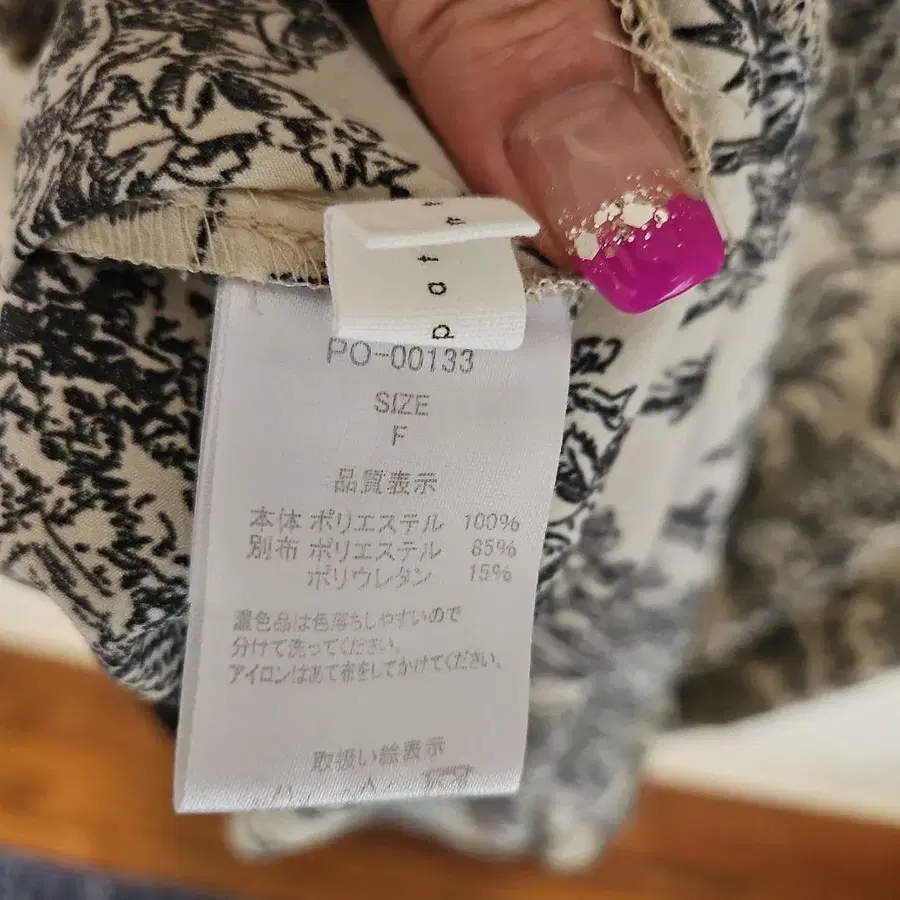 pat
PO-00133
SIZE
F
品質表示
本体 ポリエステル 100%
別布 ポリエステル 85%
ポリウレタン 15%
濃色品は色落ちしやすいので
分けて洗ってください。
アイロンはあて布をしてかけてください。
取扱い絵表示